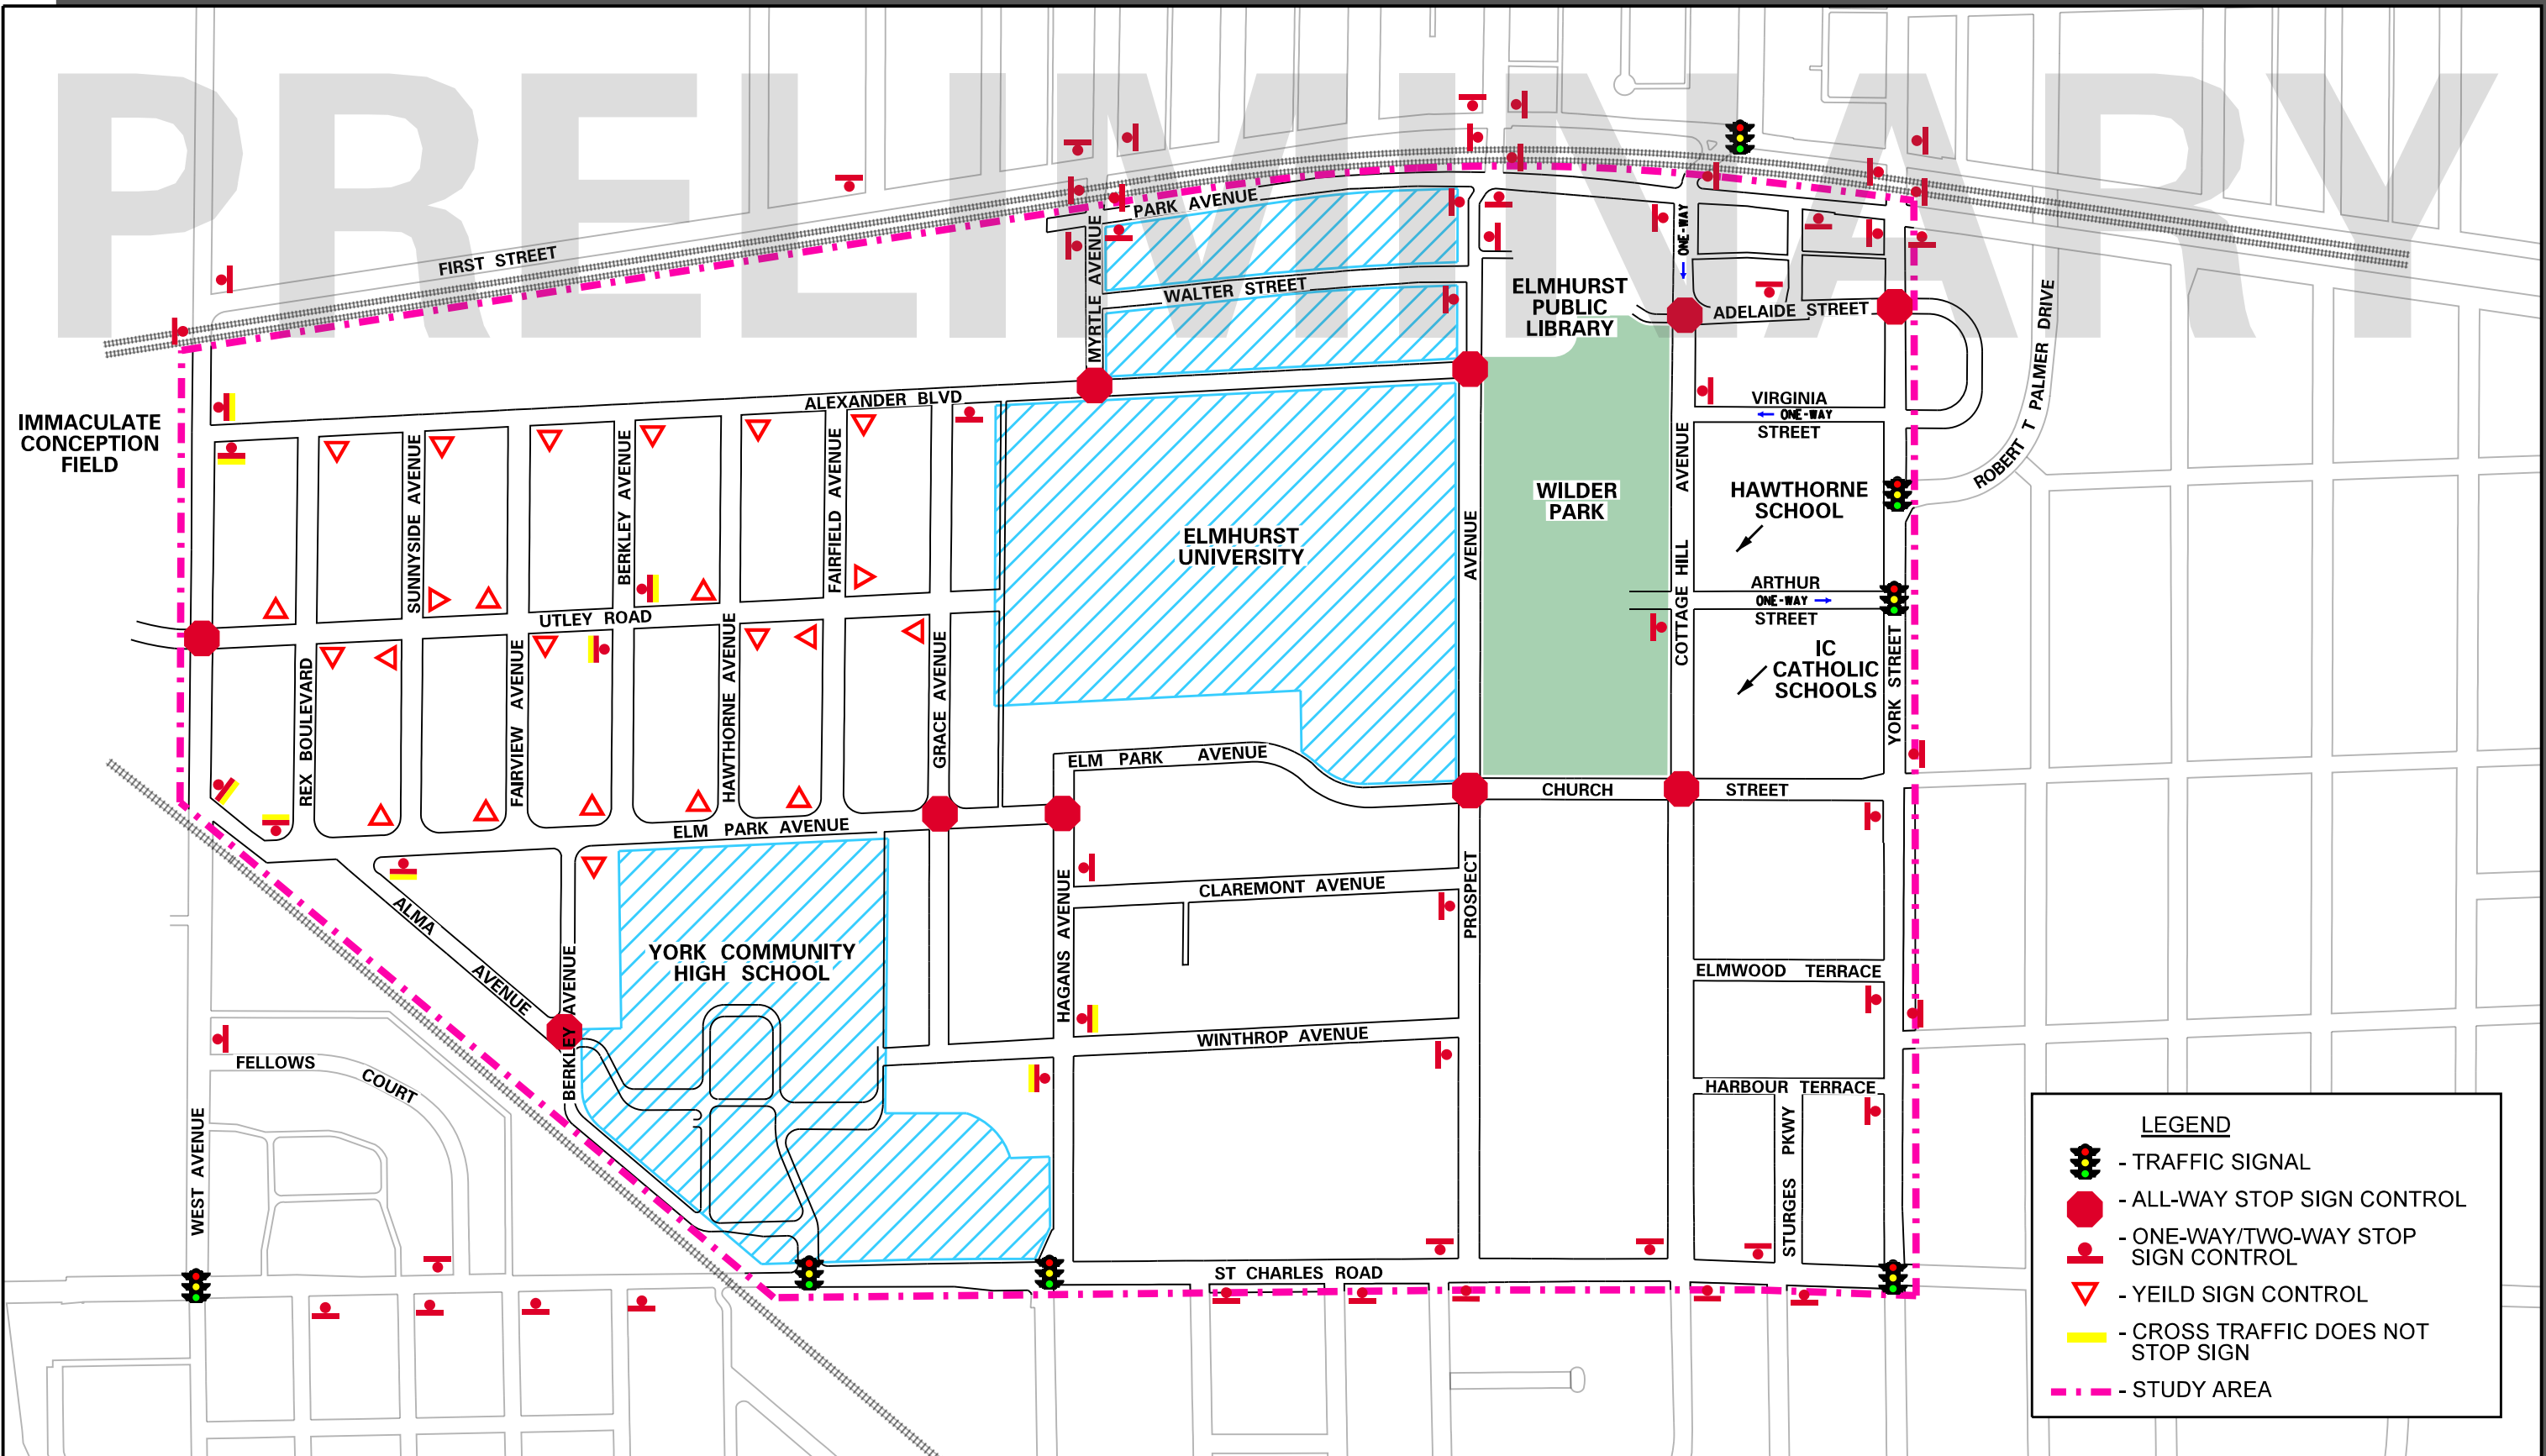 PRELIMINARY
PARK AVENUE
FIRST STREET
MYRTLE AVENUE
ONE-WAY
WALTER STREET
ELMHURST
PUBLIC
LIBRARY
ADELAIDE STREET
ROBERT T PALMER DRIVE
IMMACULATE
CONCEPTION
FIELD
ALEXANDER BLVD
VIRGINIA
ONE-WAY
STREET
SUNNYSIDE AVENUE
BERKLEY AVENUE
FAIRFIELD AVENUE
ELMHURST
UNIVERSITY
AVENUE
WILDER
PARK
COTTAGE HILL AVENUE
HAWTHORNE
SCHOOL
ARTHUR
ONE-WAY
STREET
UTLEY ROAD
IC
CATHOLIC
SCHOOLS
YORK STREET
REX BOULEVARD
FAIRVIEW AVENUE
HAWTHORNE AVENUE
GRACE AVENUE
ELM PARK AVENUE
CHURCH STREET
ELM PARK AVENUE
CLAREMONT AVENUE
PROSPECT
HAGANS AVENUE
ALMA AVENUE
BERKLEY AVENUE
YORK COMMUNITY
HIGH SCHOOL
ELMWOOD TERRACE
WINTHROP AVENUE
FELLOWS COURT
HARBOUR TERRACE
STURGES PKWY
WEST AVENUE
ST CHARLES ROAD
LEGEND
- TRAFFIC SIGNAL
- ALL-WAY STOP SIGN CONTROL
- ONE-WAY/TWO-WAY STOP
SIGN CONTROL
- YEILD SIGN CONTROL
- CROSS TRAFFIC DOES NOT
STOP SIGN
- STUDY AREA